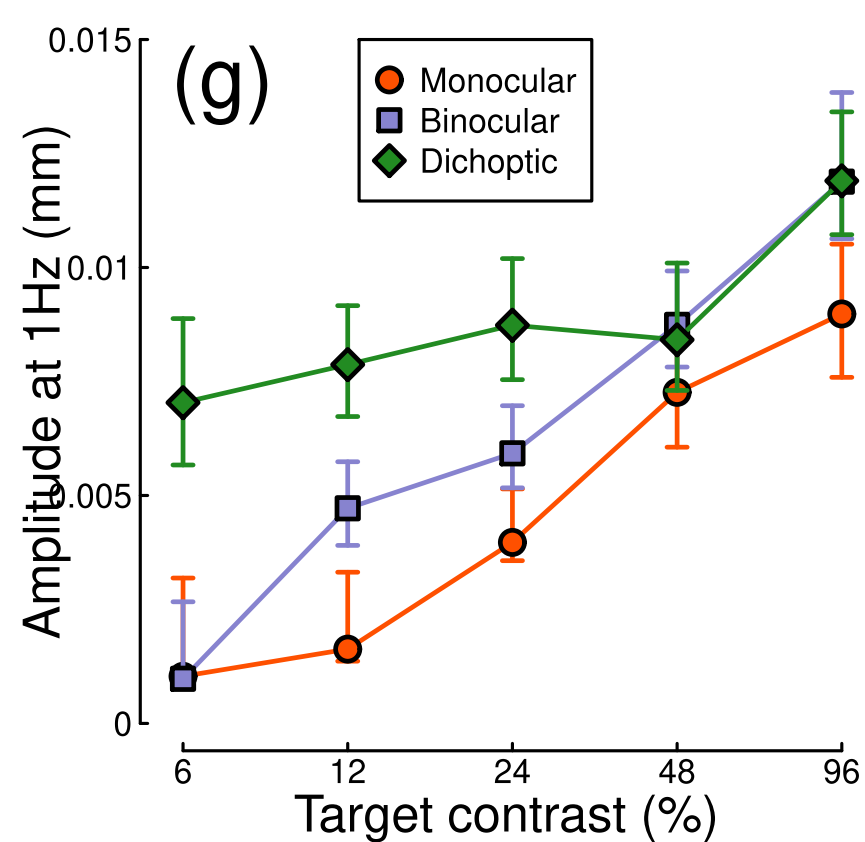 (g)
Monocular
Binocular
Dichoptic
0.015
0.01
0.005
0
Amplitude at 1Hz (mm)
6 12 24 48 96
Target contrast (%)